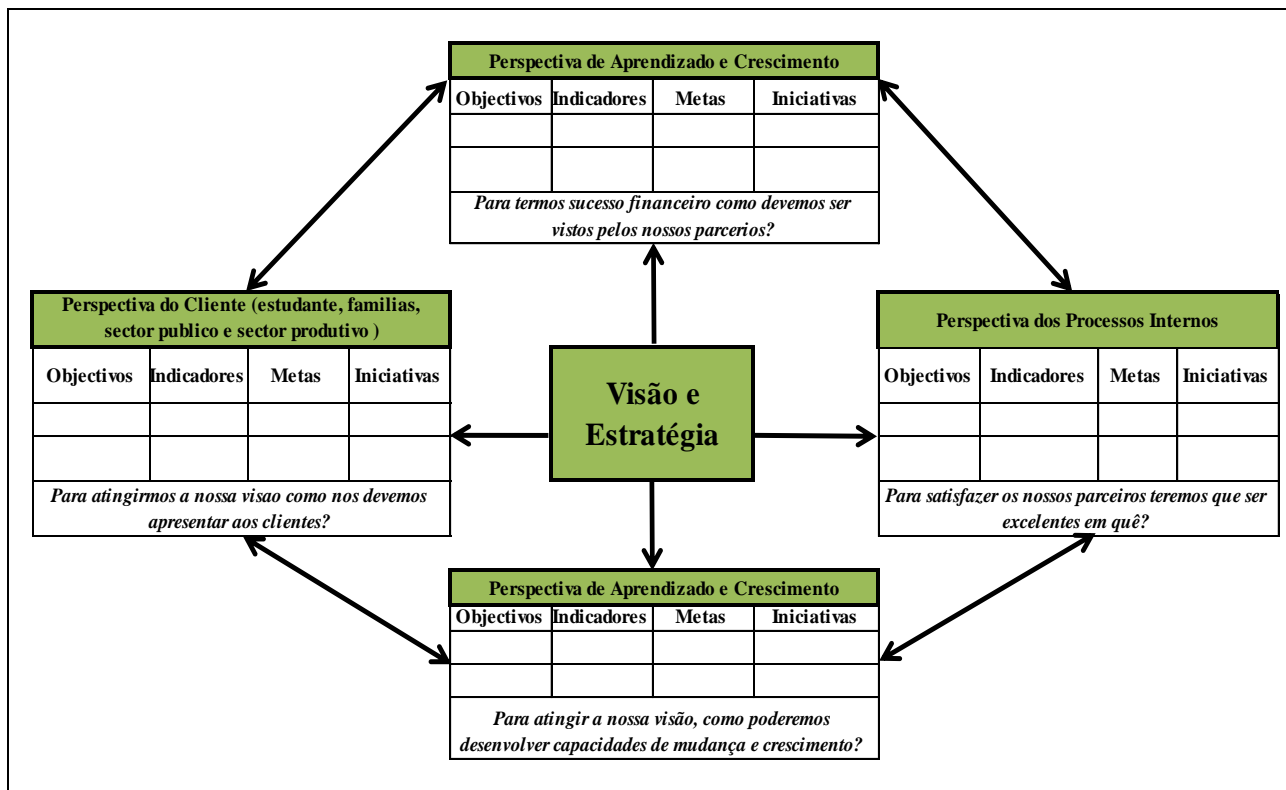 Perspectiva de Aprendizado e Crescimento
Objectivos Indicadores Metas Iniciativas
Para termos sucesso financeiro como devemos ser
vistos pelos nossos parcerios?
Perspectiva do Cliente (estudante, familias,
sector publico e sector produtivo )
Objectivos Indicadores Metas Iniciativas
Para atingirmos a nossa visao como nos devemos
apresentar aos clientes?
Visão e
Estratégia
Perspectiva dos Processos Internos
Objectivos Indicadores Metas Iniciativas
Para satisfazer os nossos parceiros teremos que ser
excelentes em quê?
Perspectiva de Aprendizado e Crescimento
Objectivos Indicadores Metas Iniciativas
Para atingir a nossa visão, como poderemos
desenvolver capacidades de mudança e crescimento?